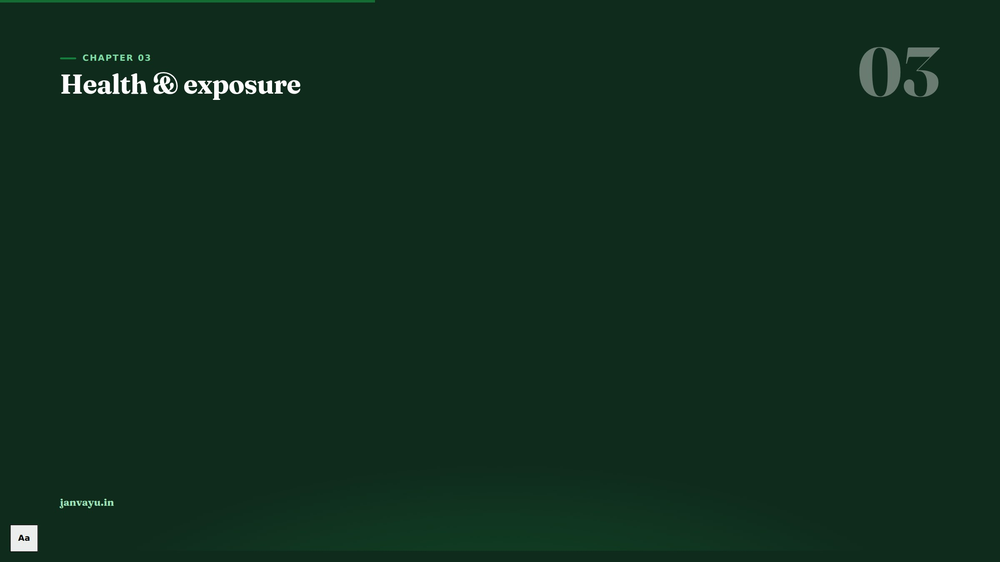 CHAPTER 03
Health & exposure
03
janvayu.in
Aa